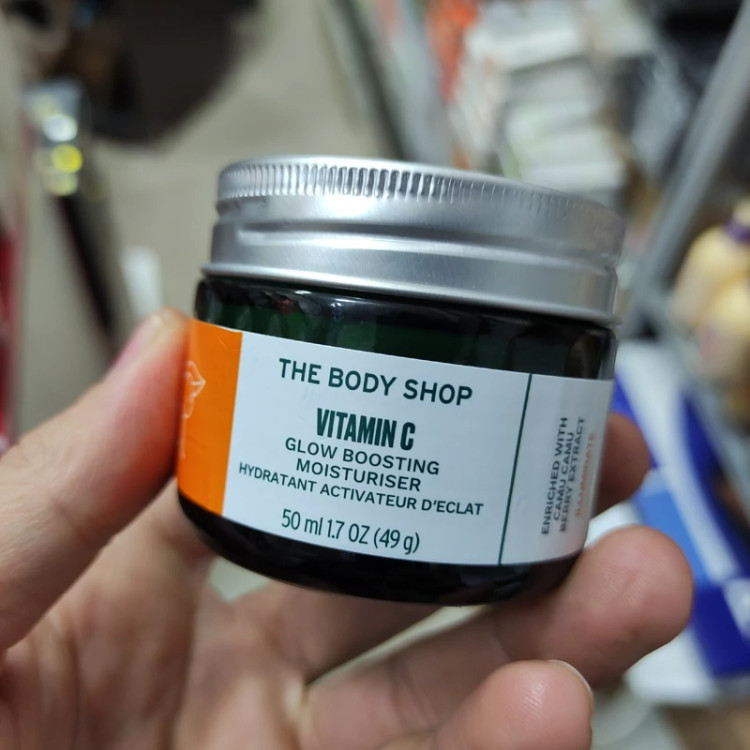 THE BODY SHOP
VITAMIN C
GLOW BOOSTING
MOISTURISER
HYDRATANT ACTIVATEUR D'ECLAT
50 ml 1.7 OZ (49 g)
ENRICHED WITH
CAMU CAMU
BERRY EXTRACT
ILLUMINATE